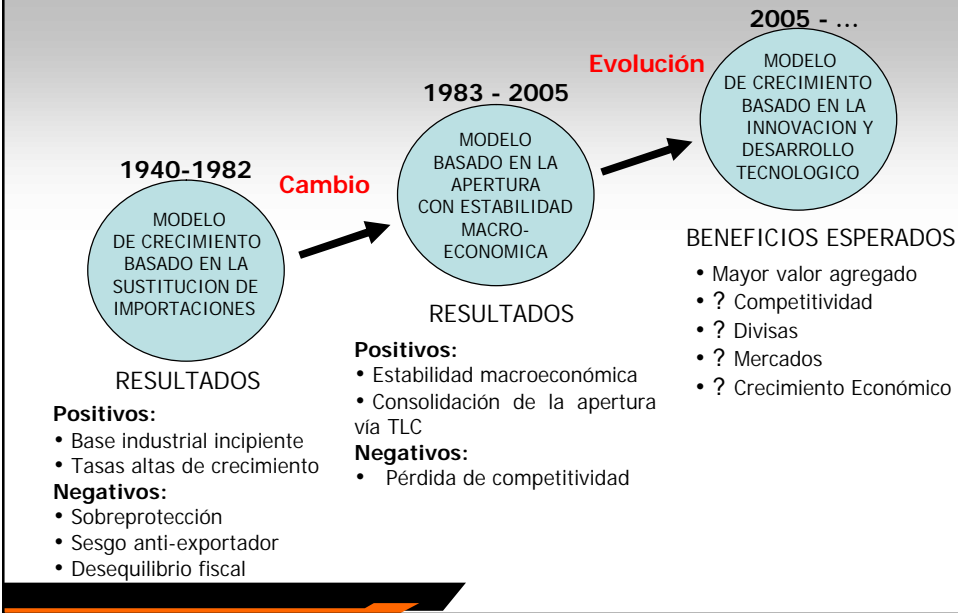 1940-1982
MODELO
DE CRECIMIENTO
BASADO EN LA
SUSTITUCION DE
IMPORTACIONES
RESULTADOS
Positivos:
• Base industrial incipiente
• Tasas altas de crecimiento
Negativos:
• Sobreprotección
• Sesgo anti-exportador
• Desequilibrio fiscal
Cambio
1983 - 2005
MODELO
BASADO EN LA
APERTURA
CON ESTABILIDAD
MACRO-
ECONOMICA
RESULTADOS
Positivos:
• Estabilidad macroeconómica
• Consolidación de la apertura
vía TLC
Negativos:
• Pérdida de competitividad
Evolución
2005 - ...
MODELO
DE CRECIMIENTO
BASADO EN LA
INNOVACION Y
DESARROLLO
TECNOLOGICO
BENEFICIOS ESPERADOS
• Mayor valor agregado
• ? Competitividad
• ? Divisas
• ? Mercados
• ? Crecimiento Económico